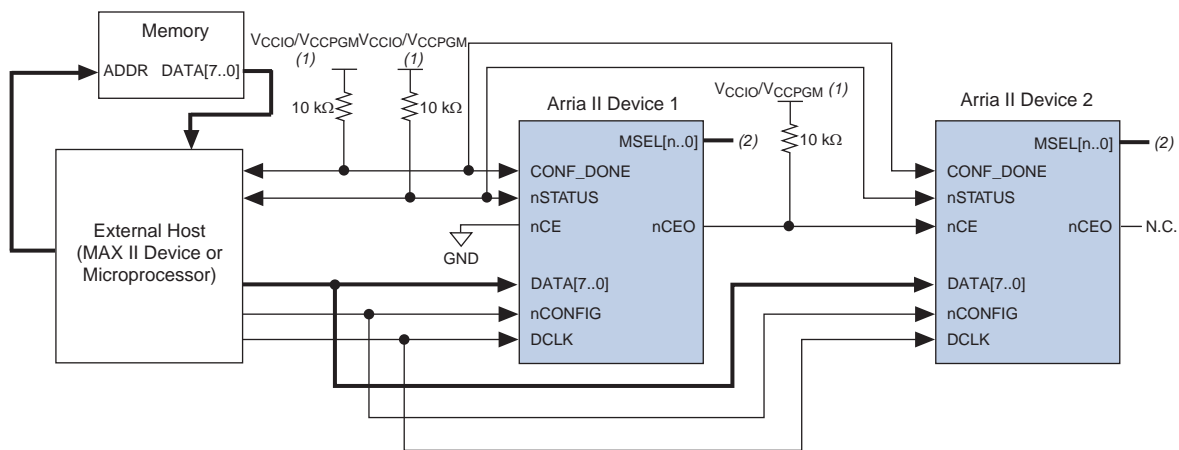 Memory
ADDR DATA[7..0]
VCCIO/VCCPGM (1)
10 kΩ
VCCIO/VCCPGM (1)
10 kΩ
External Host
(MAX II Device or
Microprocessor)
GND
Arria II Device 1
MSEL[n..0] (2)
CONF_DONE
nSTATUS
nCE nCEO
DATA[7..0]
nCONFIG
DCLK
VCCIO/VCCPGM (1)
10 kΩ
Arria II Device 2
MSEL[n..0] (2)
CONF_DONE
nSTATUS
nCE nCEO N.C.
DATA[7..0]
nCONFIG
DCLK